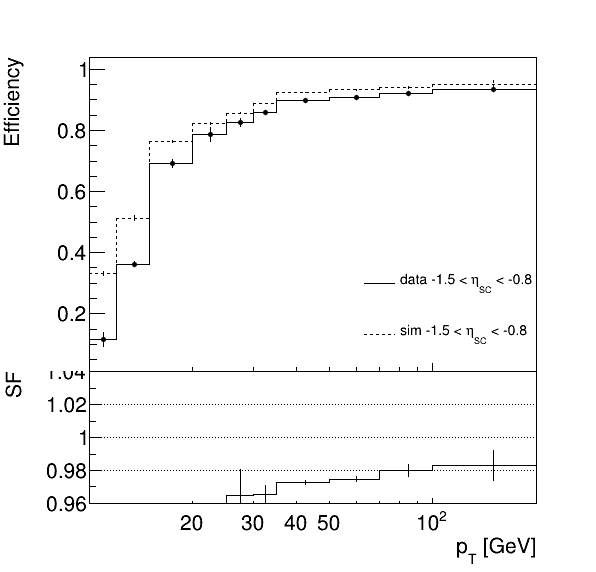 Efficiency
1
0.8
0.6
0.4
0.2
data -1.5 < η_SC < -0.8
sim -1.5 < η_SC < -0.8
SF
1.04
1.02
1
0.98
0.96
20 30 40 50 10²
p_T [GeV]